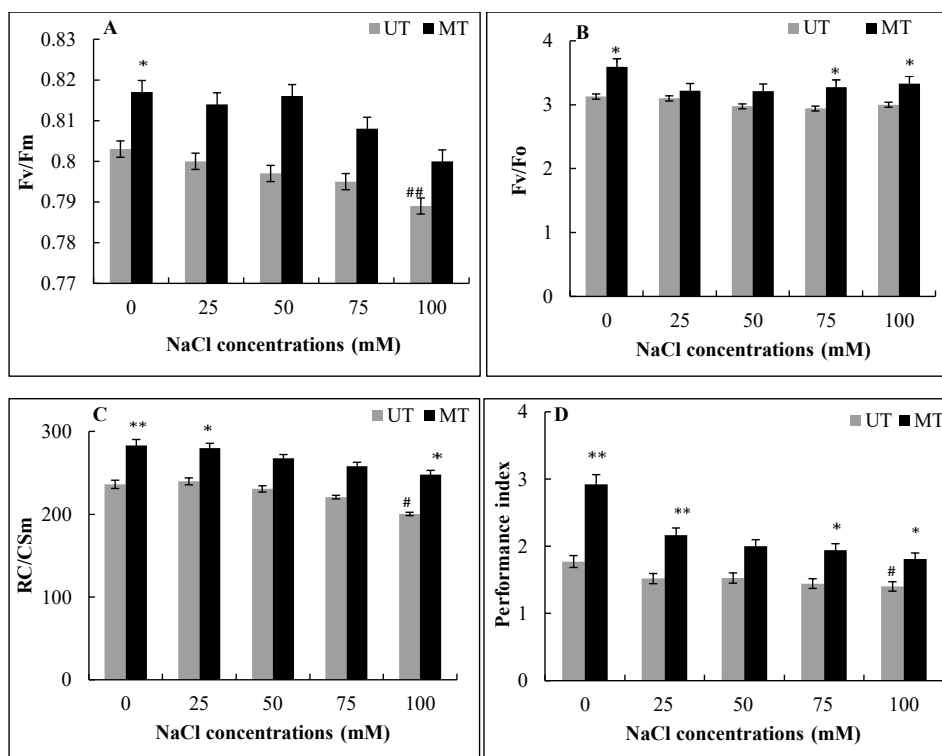 A
UT MT
0.83
0.82
0.81
0.8
0.79
0.78
0.77
Fv/Fm
*
##
0 25 50 75 100
NaCl concentrations (mM)
B
UT MT
4
3
2
1
0
Fv/Fo
* * *
0 25 50 75 100
NaCl concentrations (mM)
C
UT MT
300
200
100
0
RC/CSm
** * *
#
0 25 50 75 100
NaCl concentrations (mM)
D
UT MT
4
3
2
1
0
Performance index
**
**
* *
#
0 25 50 75 100
NaCl concentrations (mM)